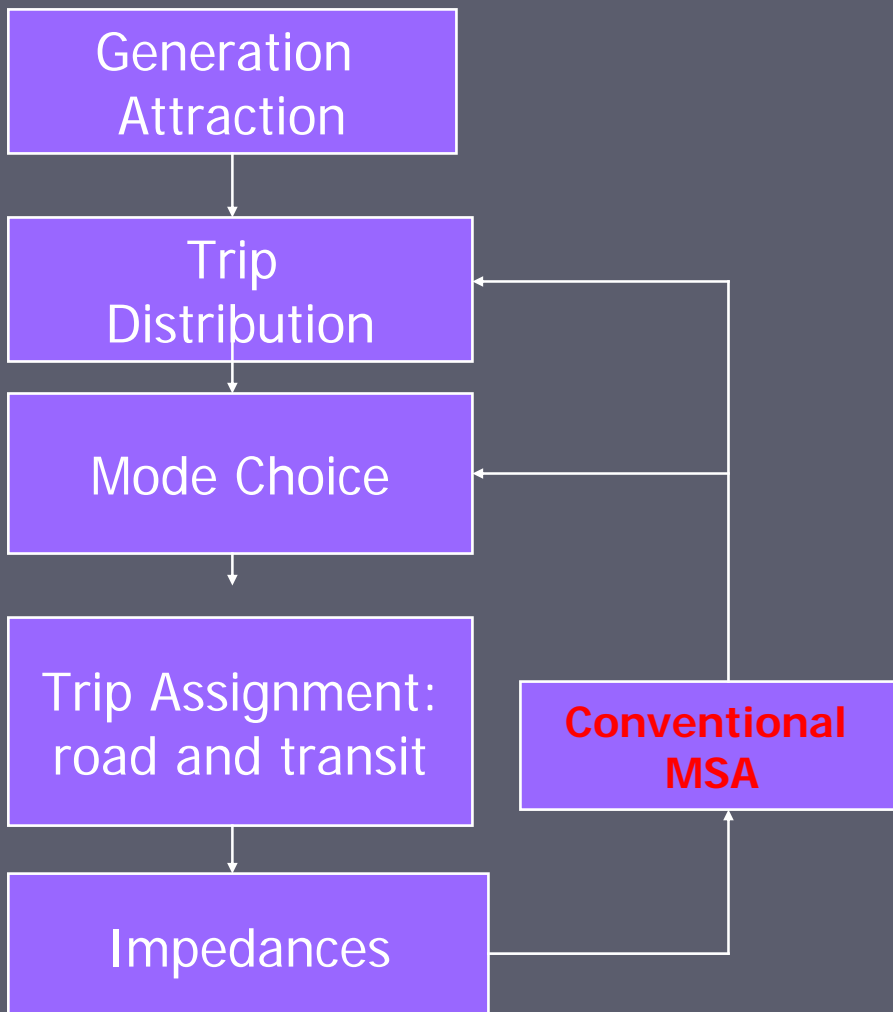 Generation
Attraction
Trip
Distribution
Mode Choice
Trip Assignment:
road and transit
Conventional
MSA
Impedances